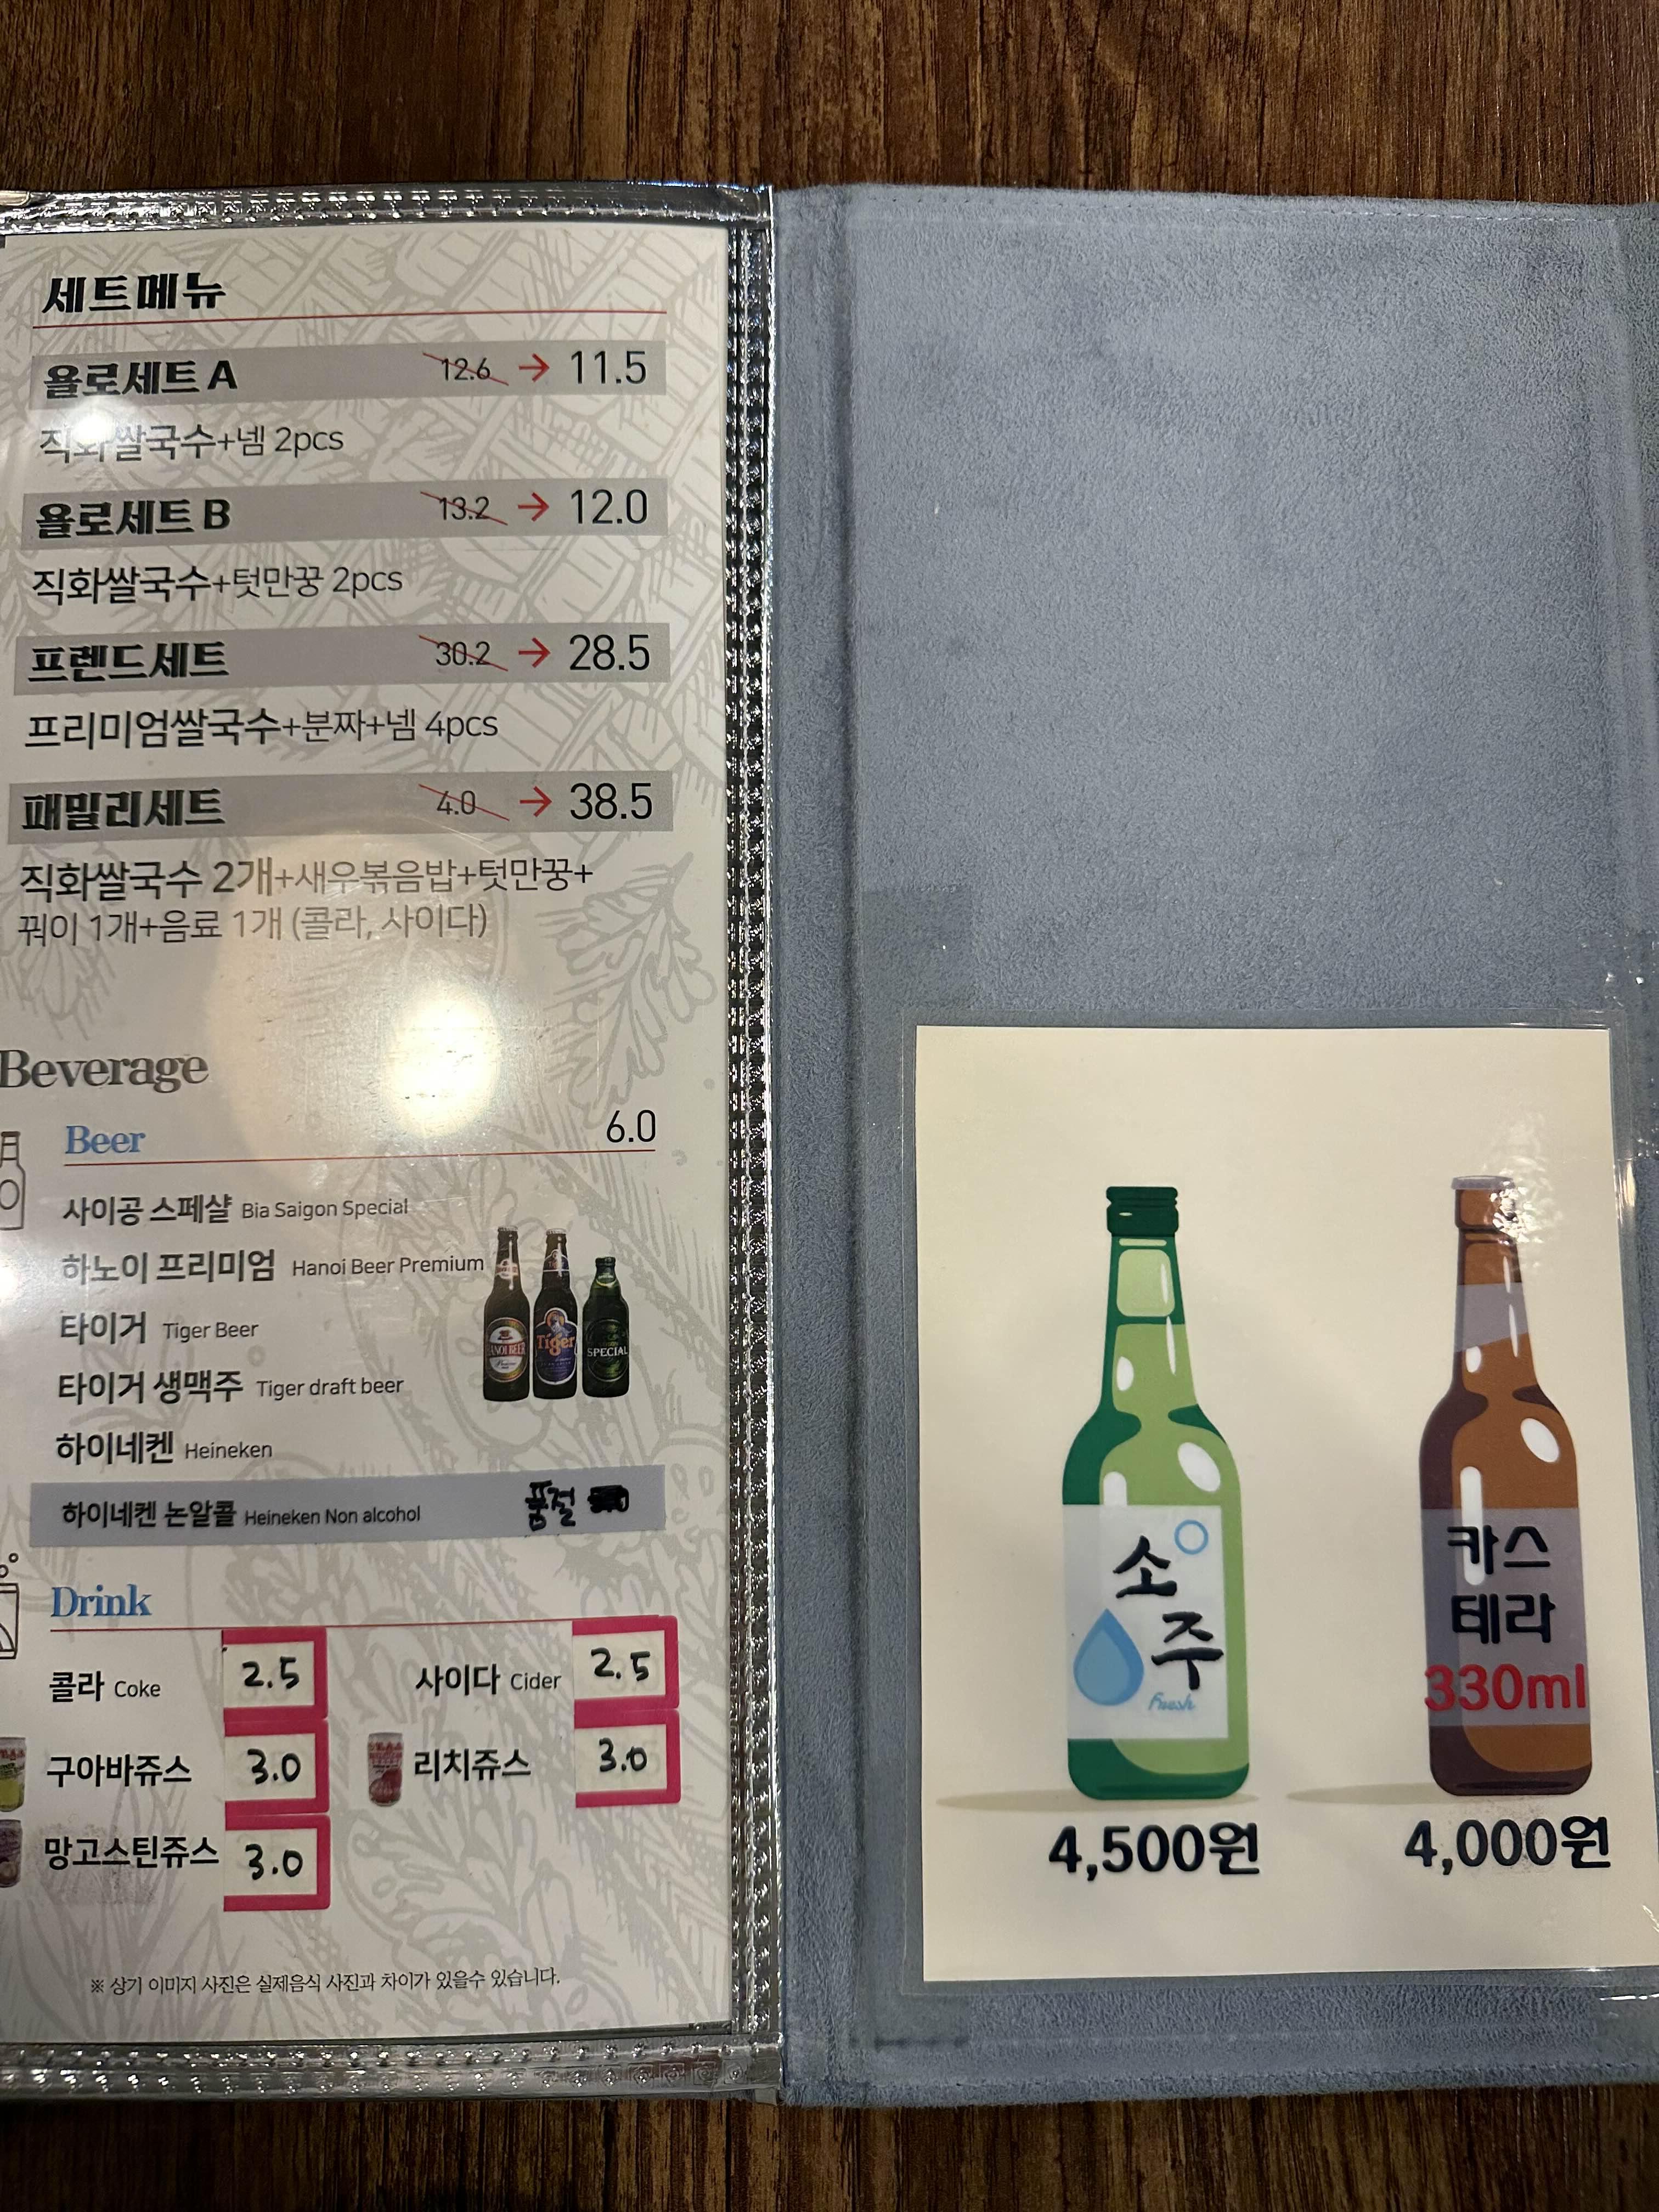 세트메뉴
욜로세트 A 12.6 → 11.5
직화쌀국수+넴 2pcs
욜로세트 B 13.2 → 12.0
직화쌀국수+텃만꿍 2pcs
프렌드세트 30.2 → 28.5
프리미엄쌀국수+분짜+넴 4pcs
패밀리세트 4.0 → 38.5
직화쌀국수 2개+새우볶음밥+텃만꿍+
꿔이 1개+음료 1개 (콜라, 사이다)
Beverage
Beer 6.0
사이공 스페샬 Bia Saigon Special
하노이 프리미엄 Hanoi Beer Premium
타이거 Tiger Beer
타이거 생맥주 Tiger draft beer
하이네켄 Heineken
하이네켄 논알콜 Heineken Non alcohol 품절
HANOI BEER
Tiger
SPECIAL
Drink
콜라 Coke 2.5 사이다 Cider 2.5
구아바쥬스 3.0 리치쥬스 3.0
망고스틴쥬스 3.0
※ 상기 이미지 사진은 실제음식 사진과 차이가 있을수 있습니다.
소주
fresh
4,500원
카스
테라
330ml
4,000원